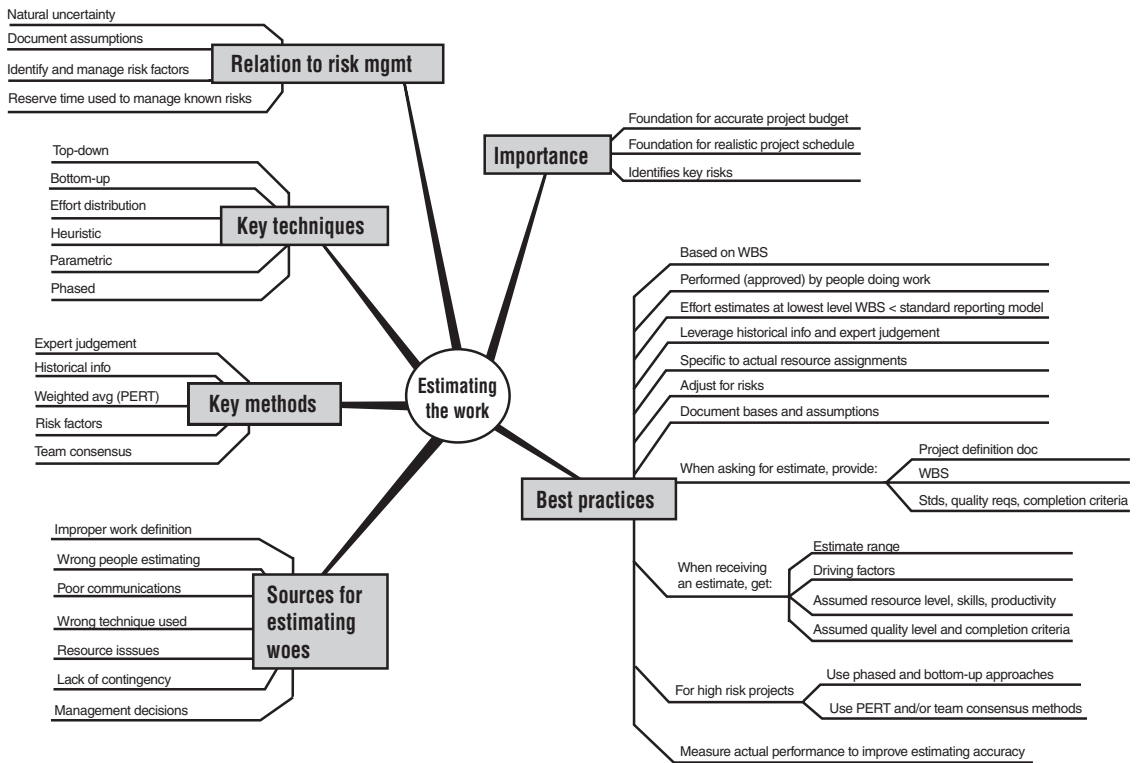 Natural uncertainty
Document assumptions
Identify and manage risk factors
Reserve time used to manage known risks
Relation to risk mgmt
Importance
Foundation for accurate project budget
Foundation for realistic project schedule
Identifies key risks
Top-down
Bottom-up
Effort distribution
Heuristic
Parametric
Phased
Key techniques
Expert judgement
Historical info
Weighted avg (PERT)
Risk factors
Team consensus
Key methods
Estimating
the work
Improper work definition
Wrong people estimating
Poor communications
Wrong technique used
Resource isssues
Lack of contingency
Management decisions
Sources for
estimating
woes
Best practices
Based on WBS
Performed (approved) by people doing work
Effort estimates at lowest level WBS < standard reporting model
Leverage historical info and expert judgement
Specific to actual resource assignments
Adjust for risks
Document bases and assumptions
When asking for estimate, provide:
Project definition doc
WBS
Stds, quality reqs, completion criteria
When receiving
an estimate, get:
Estimate range
Driving factors
Assumed resource level, skills, productivity
Assumed quality level and completion criteria
For high risk projects
Use phased and bottom-up approaches
Use PERT and/or team consensus methods
Measure actual performance to improve estimating accuracy